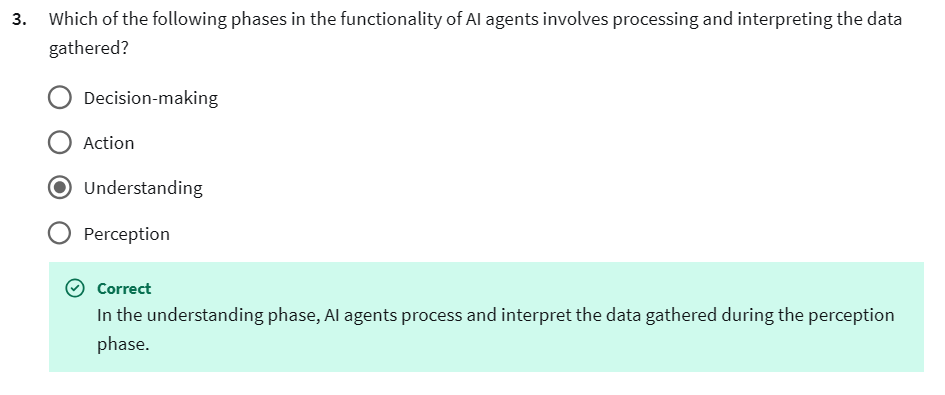 3. Which of the following phases in the functionality of AI agents involves processing and interpreting the data
gathered?
Decision-making
Action
Understanding
Perception
Correct
In the understanding phase, AI agents process and interpret the data gathered during the perception
phase.